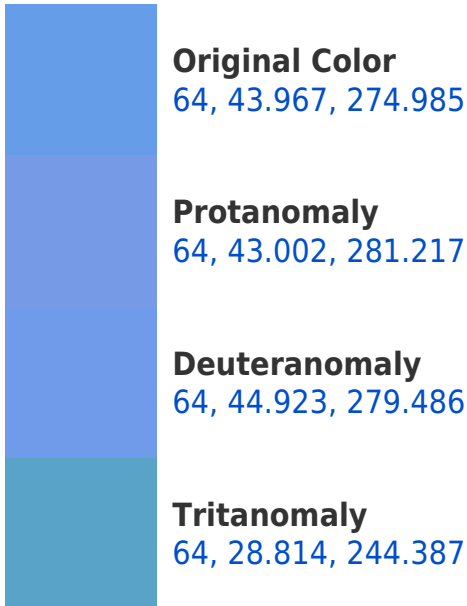 Original Color
64, 43.967, 274.985
Protanomaly
64, 43.002, 281.217
Deuteranomaly
64, 44.923, 279.486
Tritanomaly
64, 28.814, 244.387